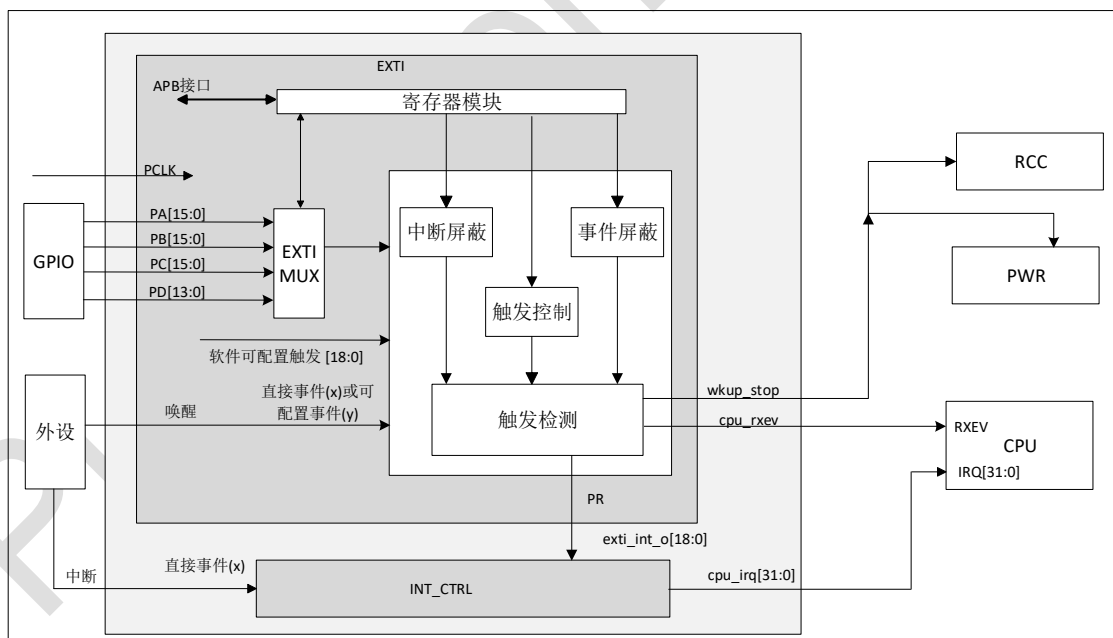 EXTI
APB接口
寄存器模块
PCLK
RCC
PA[15:0]
中断屏蔽
事件屏蔽
PB[15:0]
GPIO
EXTI
MUX
PC[15:0]
PWR
PD[13:0]
触发控制
软件可配置触发 [18:0]
直接事件(x)或可
配置事件(y)
wkup_stop
唤醒
触发检测
cpu_rxev
外设
RXEV
CPU
IRQ[31:0]
PR
exti_int_o[18:0]
中断
直接事件(x)
INT_CTRL
cpu_irq[31:0]